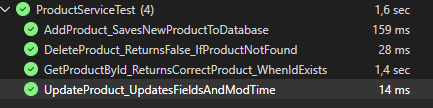 ProductServiceTest (4) 1,6 sec
AddProduct_SavesNewProductToDatabase 159 ms
DeleteProduct_ReturnsFalse_IfProductNotFound 28 ms
GetProductById_ReturnsCorrectProduct_WhenIdExists 1,4 sec
UpdateProduct_UpdatesFieldsAndModTime 14 ms